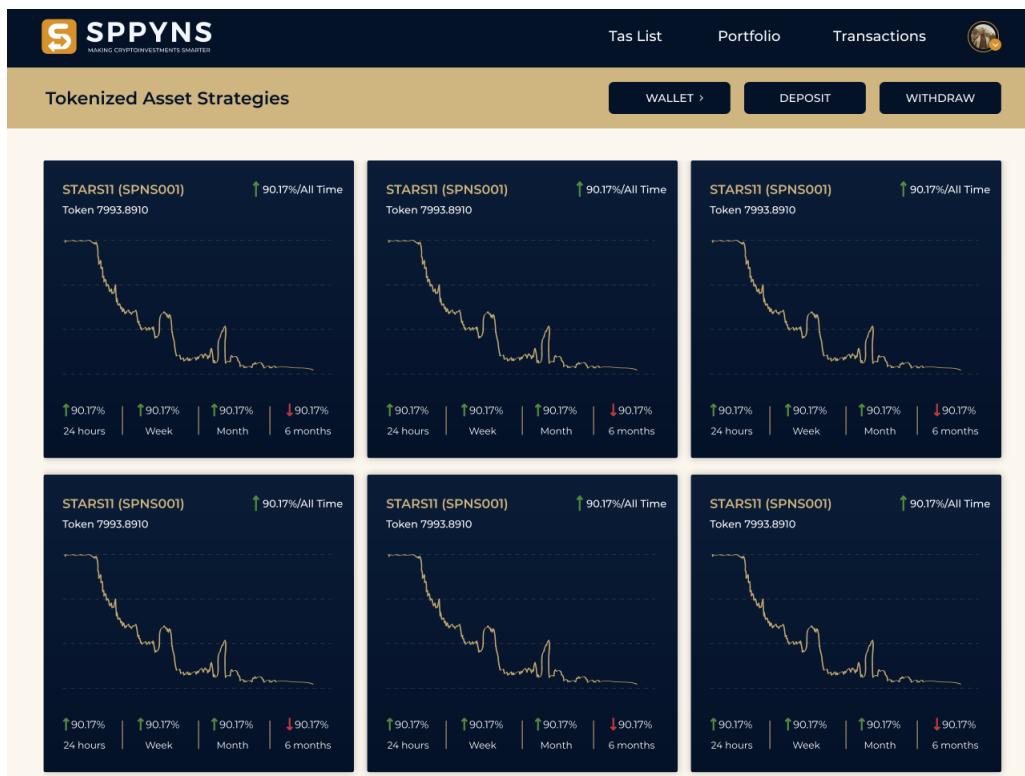 SPPYNS
MAKING CRYPTOINVESTMENTS SMARTER
Tas List Portfolio Transactions
Tokenized Asset Strategies
WALLET > DEPOSIT WITHDRAW
STARS11 (SPNS001) ↑ 90.17%/All Time
Token 7993.8910
↑90.17% ↑90.17% ↑90.17% ↓90.17%
24 hours Week Month 6 months
STARS11 (SPNS001) ↑ 90.17%/All Time
Token 7993.8910
↑90.17% ↑90.17% ↑90.17% ↓90.17%
24 hours Week Month 6 months
STARS11 (SPNS001) ↑ 90.17%/All Time
Token 7993.8910
↑90.17% ↑90.17% ↑90.17% ↓90.17%
24 hours Week Month 6 months
STARS11 (SPNS001) ↑ 90.17%/All Time
Token 7993.8910
↑90.17% ↑90.17% ↑90.17% ↓90.17%
24 hours Week Month 6 months
STARS11 (SPNS001) ↑ 90.17%/All Time
Token 7993.8910
↑90.17% ↑90.17% ↑90.17% ↓90.17%
24 hours Week Month 6 months
STARS11 (SPNS001) ↑ 90.17%/All Time
Token 7993.8910
↑90.17% ↑90.17% ↑90.17% ↓90.17%
24 hours Week Month 6 months